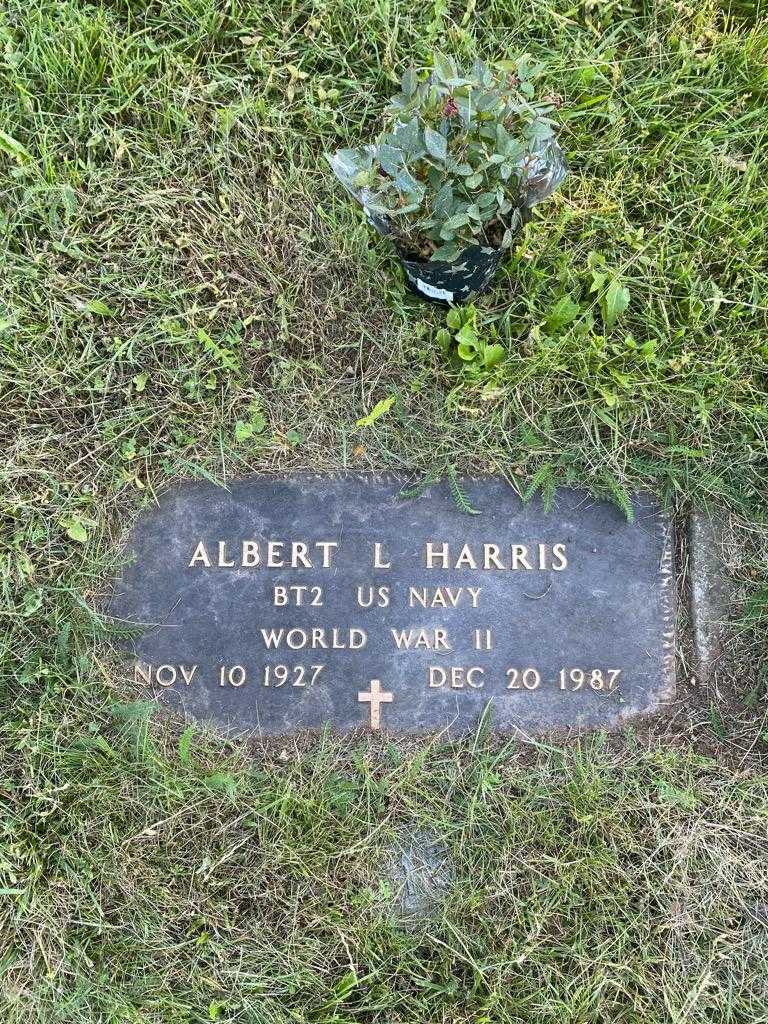 ALBERT L HARRIS
BT2 US NAVY
WORLD WAR II
NOV 10 1927 DEC 20 1987